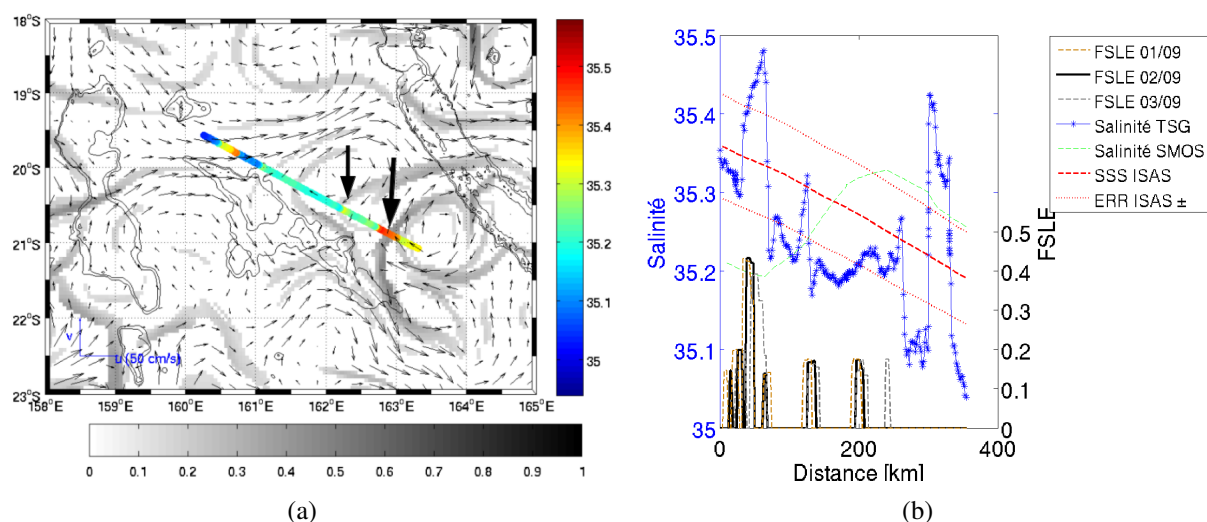 18°S
19°S
20°S
21°S
22°S
23°S
158°E 159°E 160°E 161°E 162°E 163°E 164°E 165°E
v
u (50 cm/s)
35.5
35.4
35.3
35.2
35.1
35
0 0.1 0.2 0.3 0.4 0.5 0.6 0.7 0.8 0.9 1
(a)
35.5
35.4
35.3
35.2
35.1
35
Salinité
0 200 400
Distance [km]
0.5
0.4
0.3
0.2
0.1
0
FSLE
FSLE 01/09
FSLE 02/09
FSLE 03/09
Salinité TSG
Salinité SMOS
SSS ISAS
ERR ISAS ±
(b)